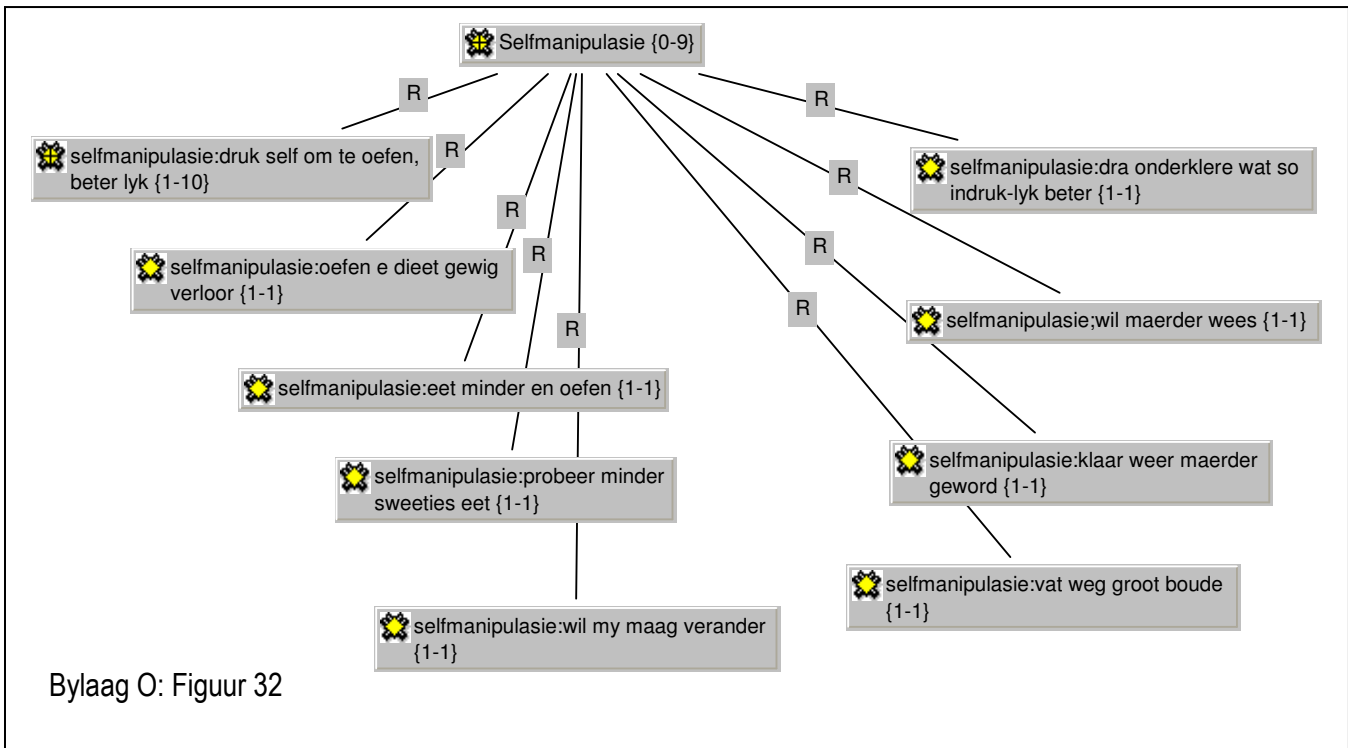 Selfmanipulasie {0-9}
R
R
R
R
R
R
R
R
R
selfmanipulasie:druk self om te oefen,
beter lyk {1-10}
selfmanipulasie:dra onderklere wat so
indruk-lyk beter {1-1}
selfmanipulasie:oefen e dieet gewig
verloor {1-1}
selfmanipulasie;wil maerder wees {1-1}
selfmanipulasie:eet minder en oefen {1-1}
selfmanipulasie:klaar weer maerder
geword {1-1}
selfmanipulasie:probeer minder
sweeties eet {1-1}
selfmanipulasie:vat weg groot boude
{1-1}
selfmanipulasie:wil my maag verander
{1-1}
Bylaag O: Figuur 32